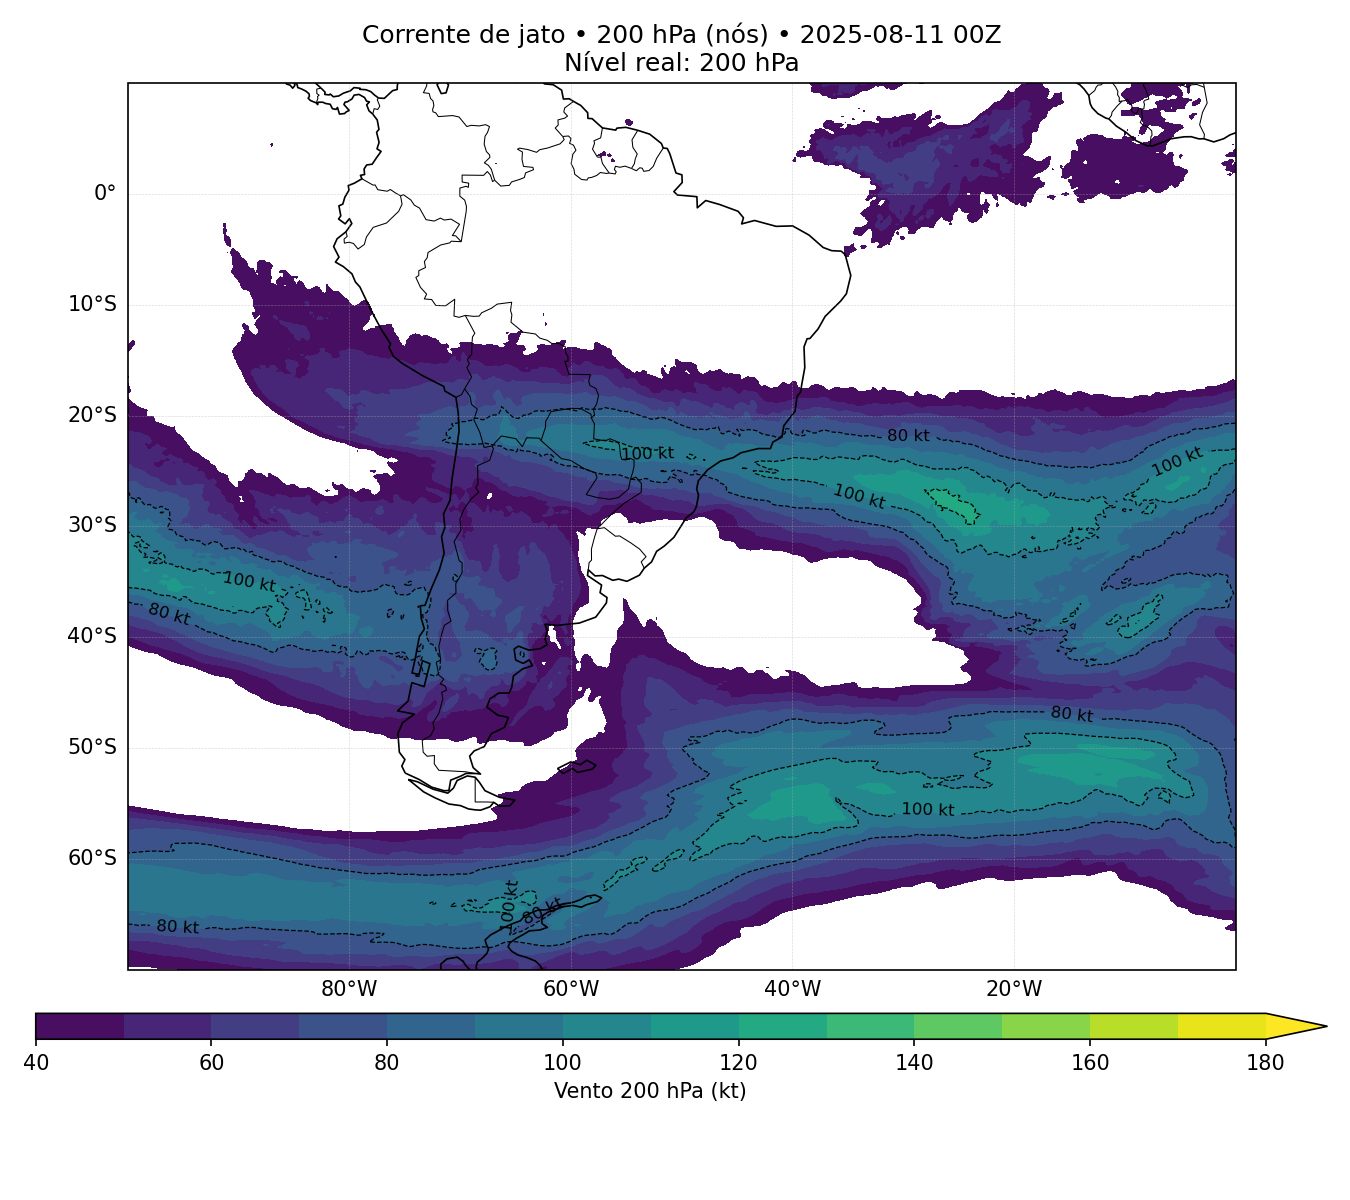 Corrente de jato • 200 hPa (nós) • 2025-08-11 00Z
Nível real: 200 hPa
0°
10°S
20°S
80 kt
100 kt
100 kt
100 kt
30°S
100 kt
80 kt
40°S
80 kt
50°S
100 kt
60°S
100 kt
80 kt
80 kt
80°W 60°W 40°W 20°W
40 60 80 100 120 140 160 180
Vento 200 hPa (kt)